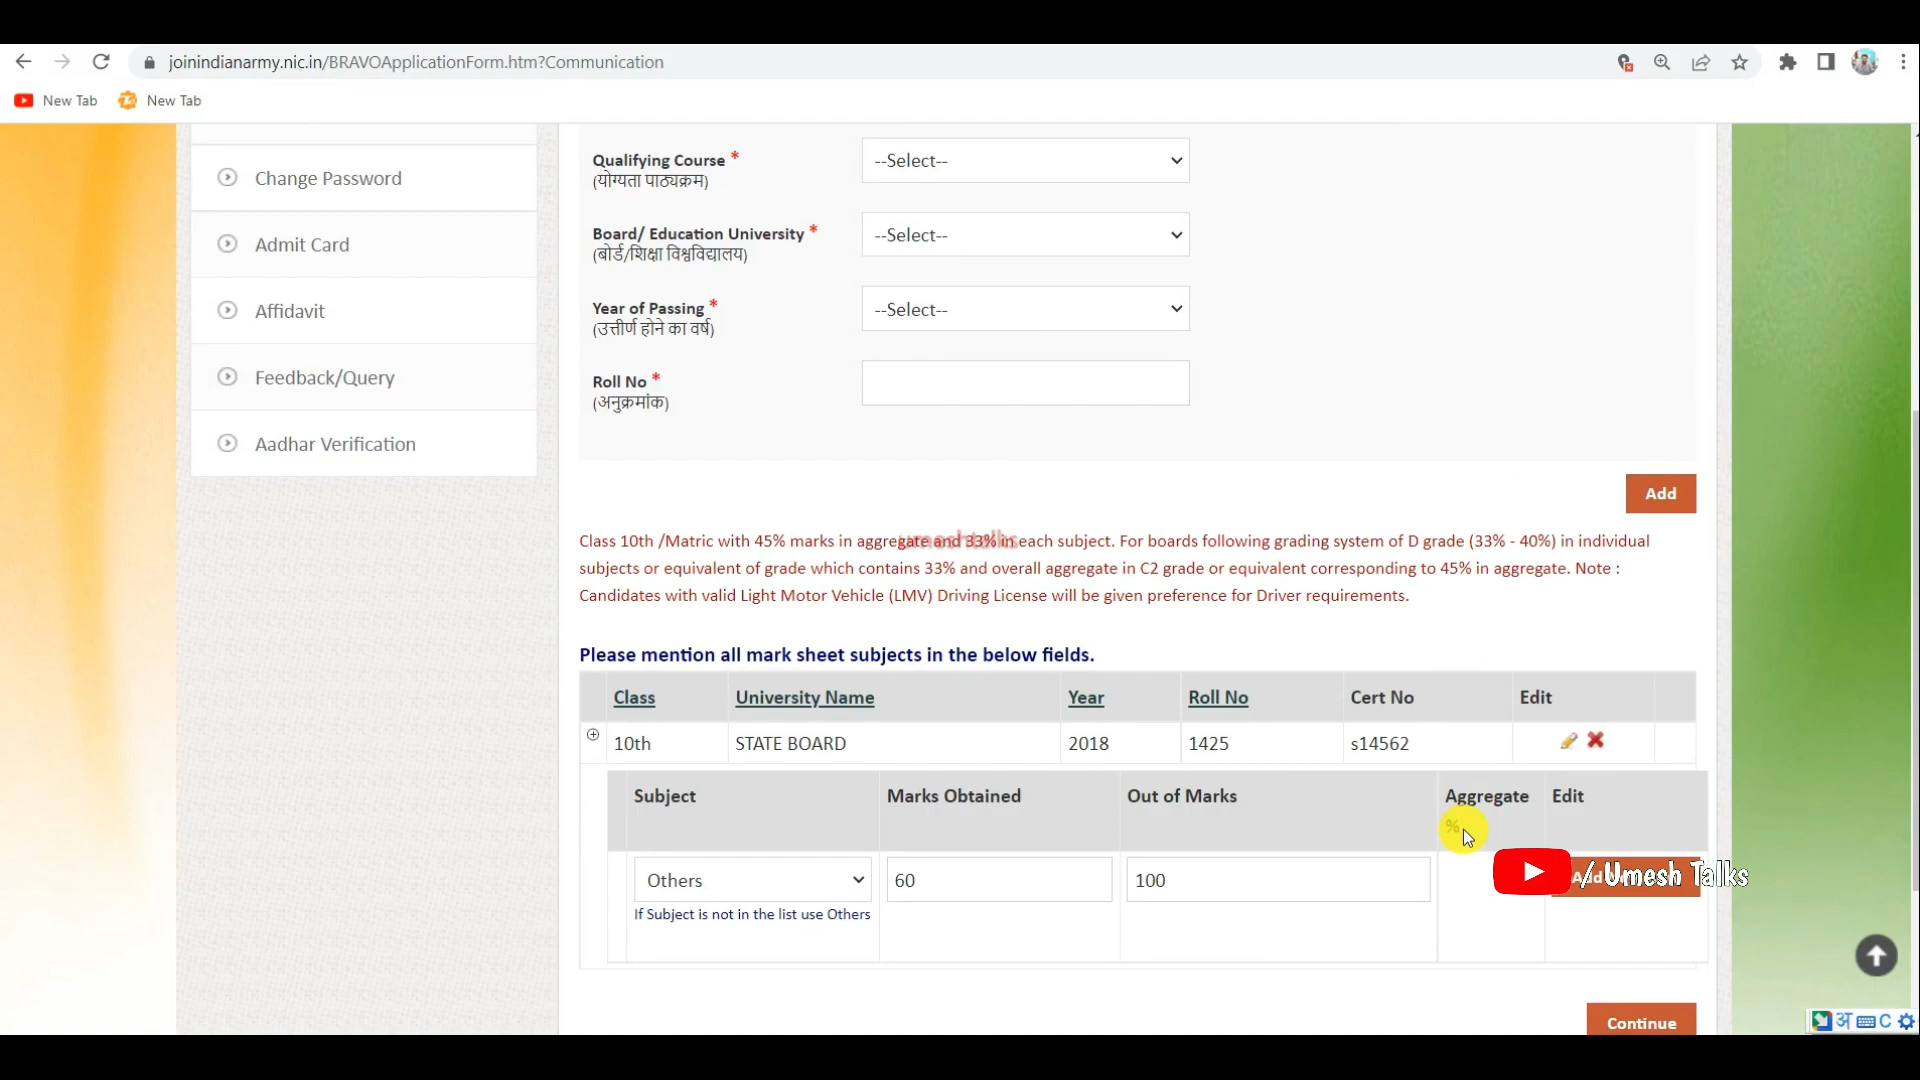 joinindianarmy.nic.in/BRAVOApplicationForm.htm?Communication
New Tab
New Tab
Change Password
Admit Card
Affidavit
Feedback/Query
Aadhar Verification
Qualifying Course *
(योग्यता पाठ्यक्रम)
--Select--
Board/ Education University *
(बोर्ड/शिक्षा विश्वविद्यालय)
--Select--
Year of Passing *
(उत्तीर्ण होने का वर्ष)
--Select--
Roll No *
(अनुक्रमांक)
Add
umeshtalks
Class 10th /Matric with 45% marks in aggregate and 33% in each subject. For boards following grading system of D grade (33% - 40%) in individual
subjects or equivalent of grade which contains 33% and overall aggregate in C2 grade or equivalent corresponding to 45% in aggregate. Note :
Candidates with valid Light Motor Vehicle (LMV) Driving License will be given preference for Driver requirements.
Please mention all mark sheet subjects in the below fields.
Class University Name Year Roll No Cert No Edit
10th STATE BOARD 2018 1425 s14562
Subject Marks Obtained Out of Marks Aggregate Edit
%
Others 60 100 Add
/ Umesh Talks
If Subject is not in the list use Others
Continue
अ C